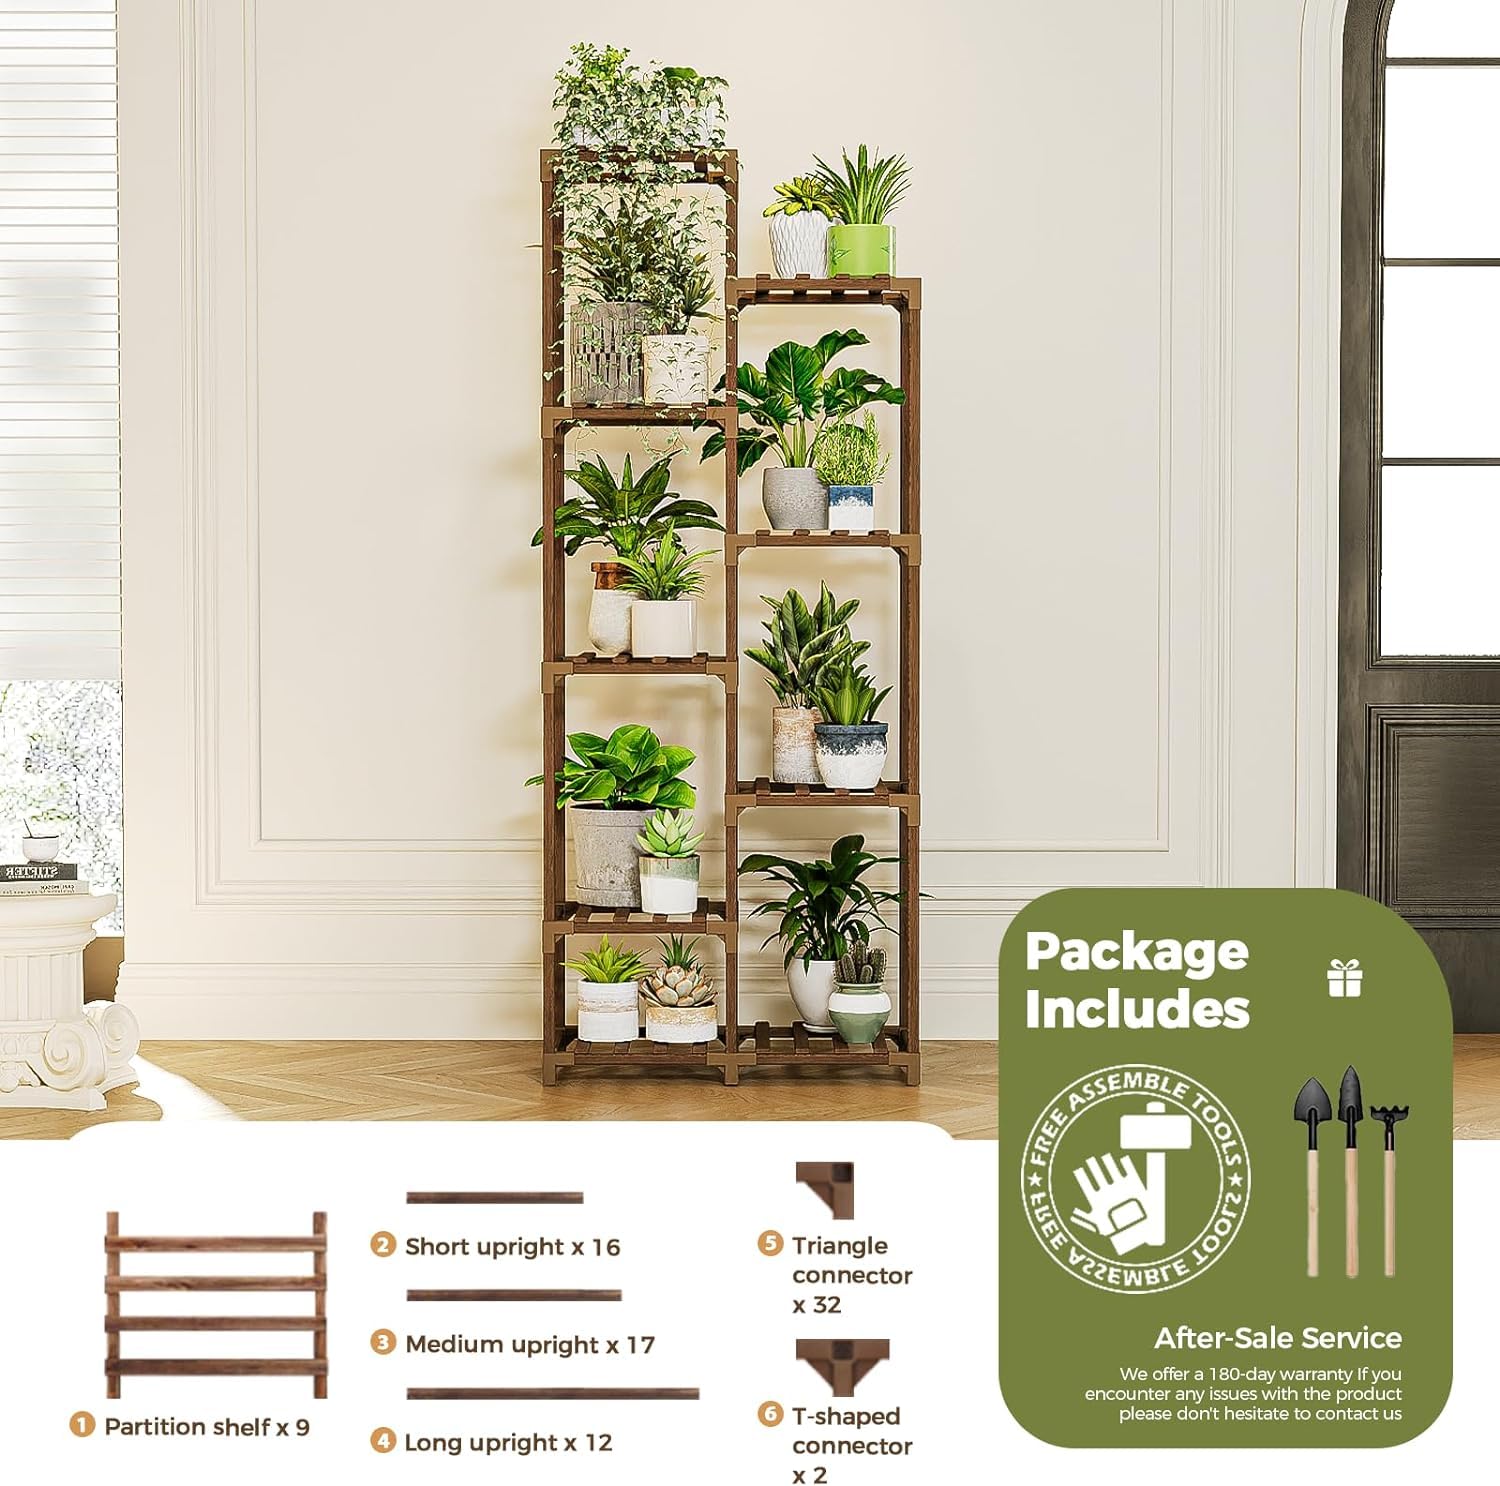 STIFTER
Package
Includes
★ FREE ASSEMBLE TOOLS ★
FREE ASSEMBLE TOOLS
After-Sale Service
We offer a 180-day warranty If you
encounter any issues with the product
please don't hesitate to contact us
1 Partition shelf x 9
2 Short upright x 16
3 Medium upright x 17
4 Long upright x 12
5 Triangle
connector
x 32
6 T-shaped
connector
x 2